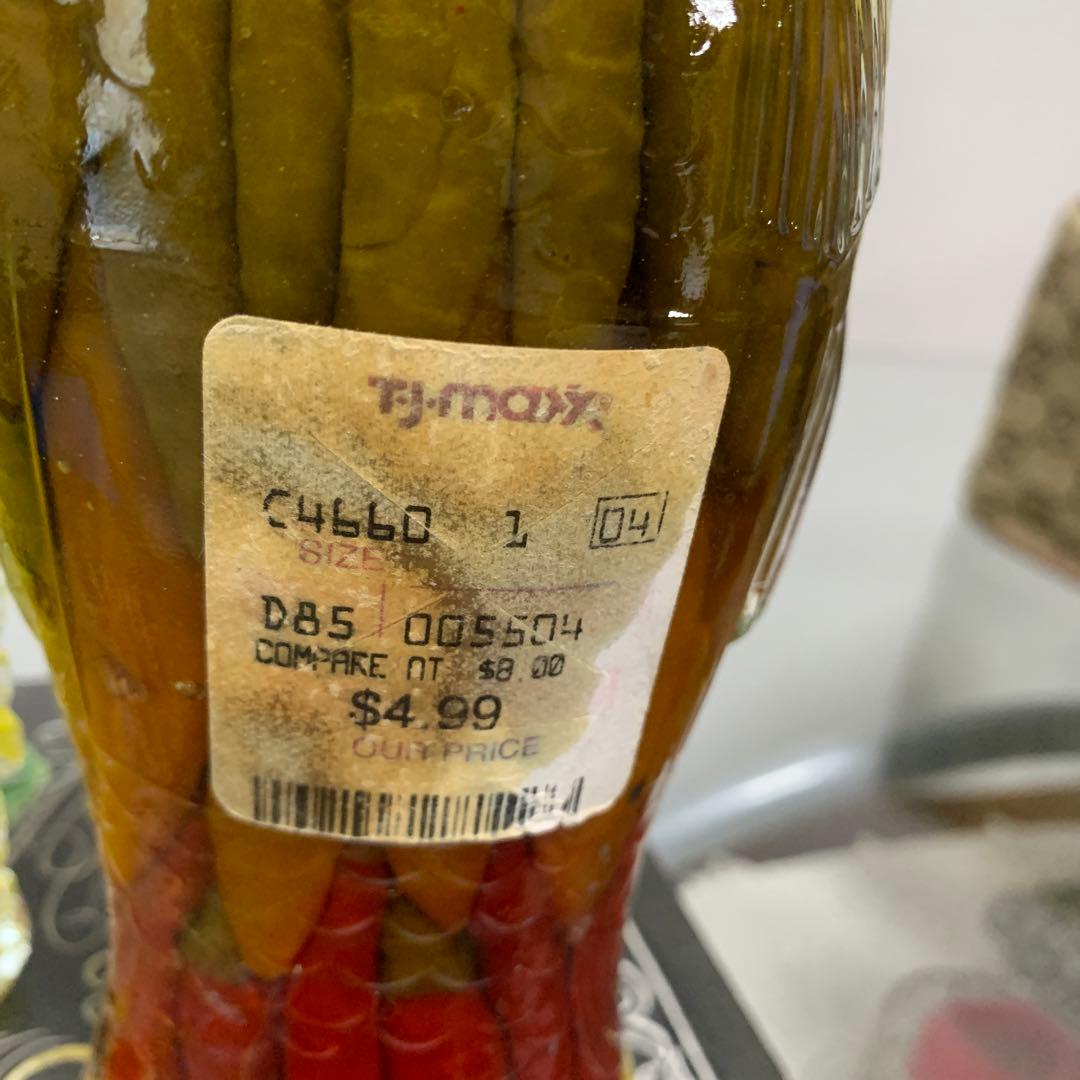 T·J·maxx
C4660 1 04
SIZE
D85 005504
COMPARE AT $8.00
$4.99
OUR PRICE